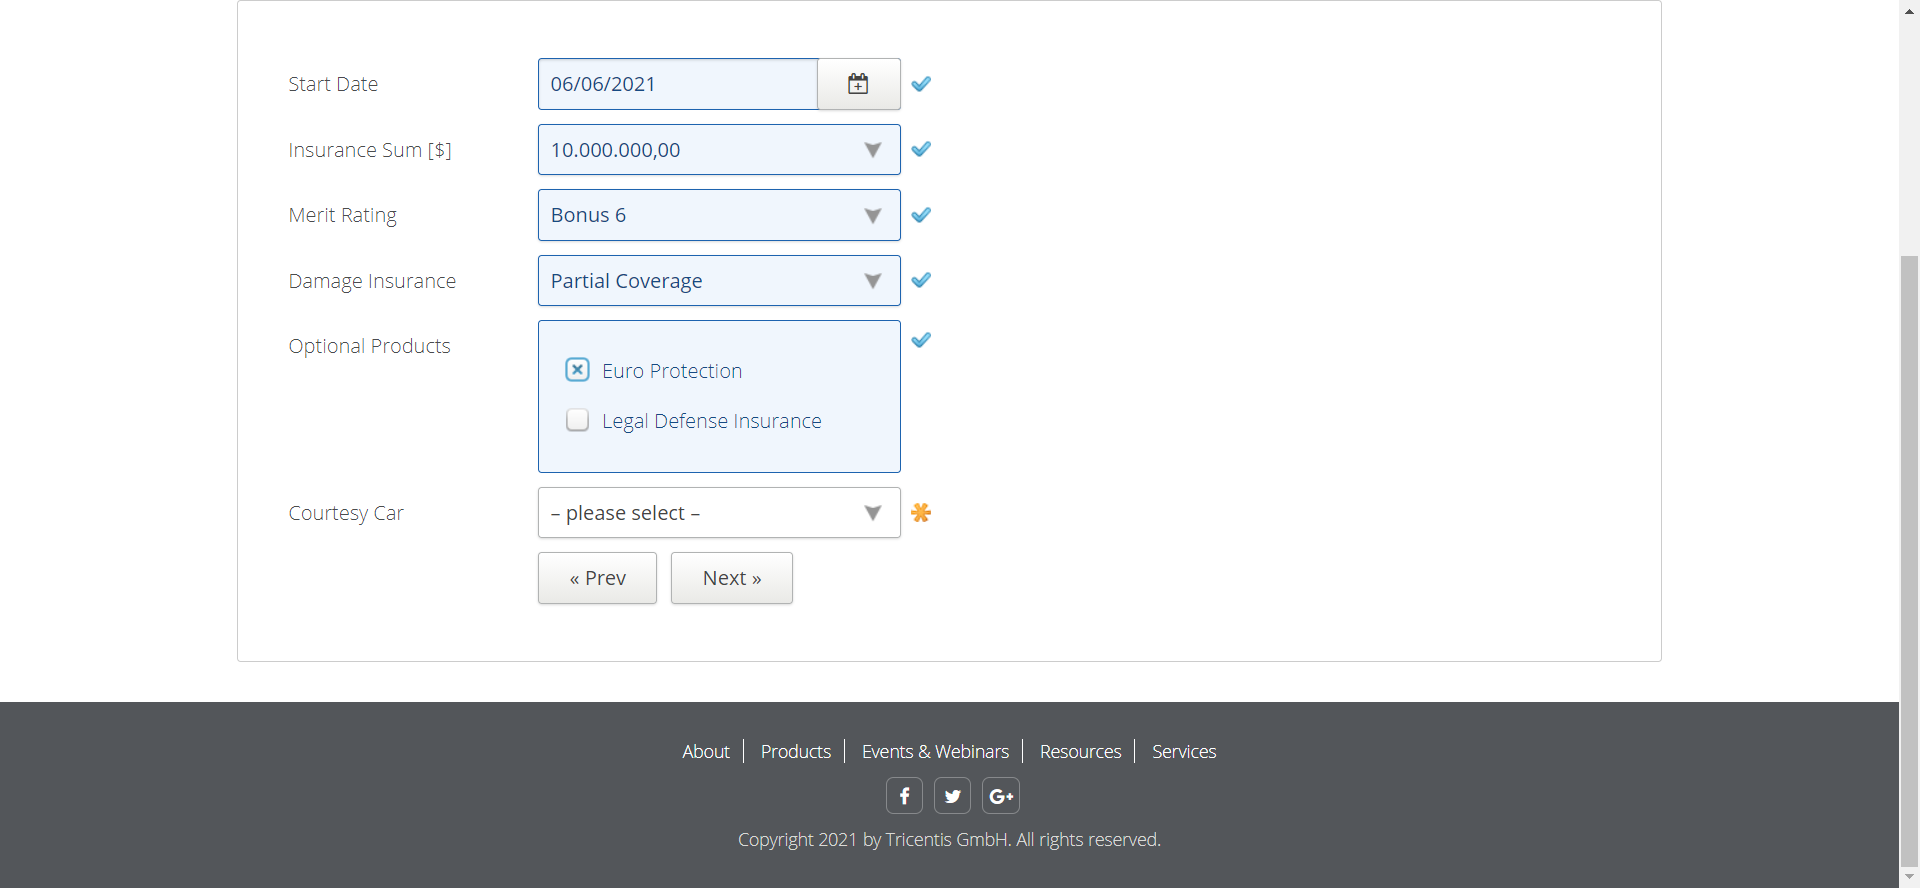 Start Date
06/06/2021
Insurance Sum [$]
10.000.000,00
Merit Rating
Bonus 6
Damage Insurance
Partial Coverage
Optional Products
Euro Protection
Legal Defense Insurance
Courtesy Car
– please select –
« Prev
Next »
About
Products
Events & Webinars
Resources
Services
f
G+
Copyright 2021 by Tricentis GmbH. All rights reserved.